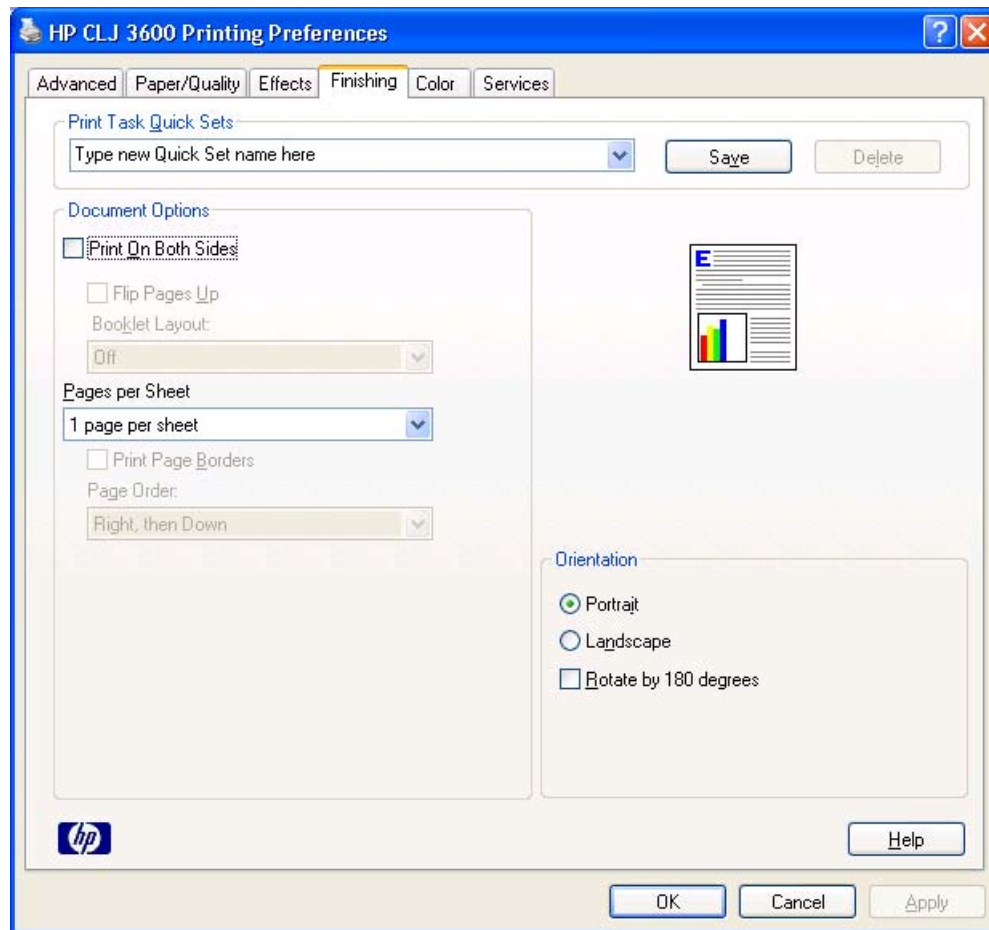 HP CLJ 3600 Printing Preferences
Advanced Paper/Quality Effects Finishing Color Services
Print Task Quick Sets
Type new Quick Set name here Save Delete
Document Options
Print On Both Sides
E
Flip Pages Up
Booklet Layout:
Off
Pages per Sheet
1 page per sheet
Print Page Borders
Page Order:
Right, then Down
Orientation
Portrait
Landscape
Rotate by 180 degrees
hp Help
OK Cancel Apply